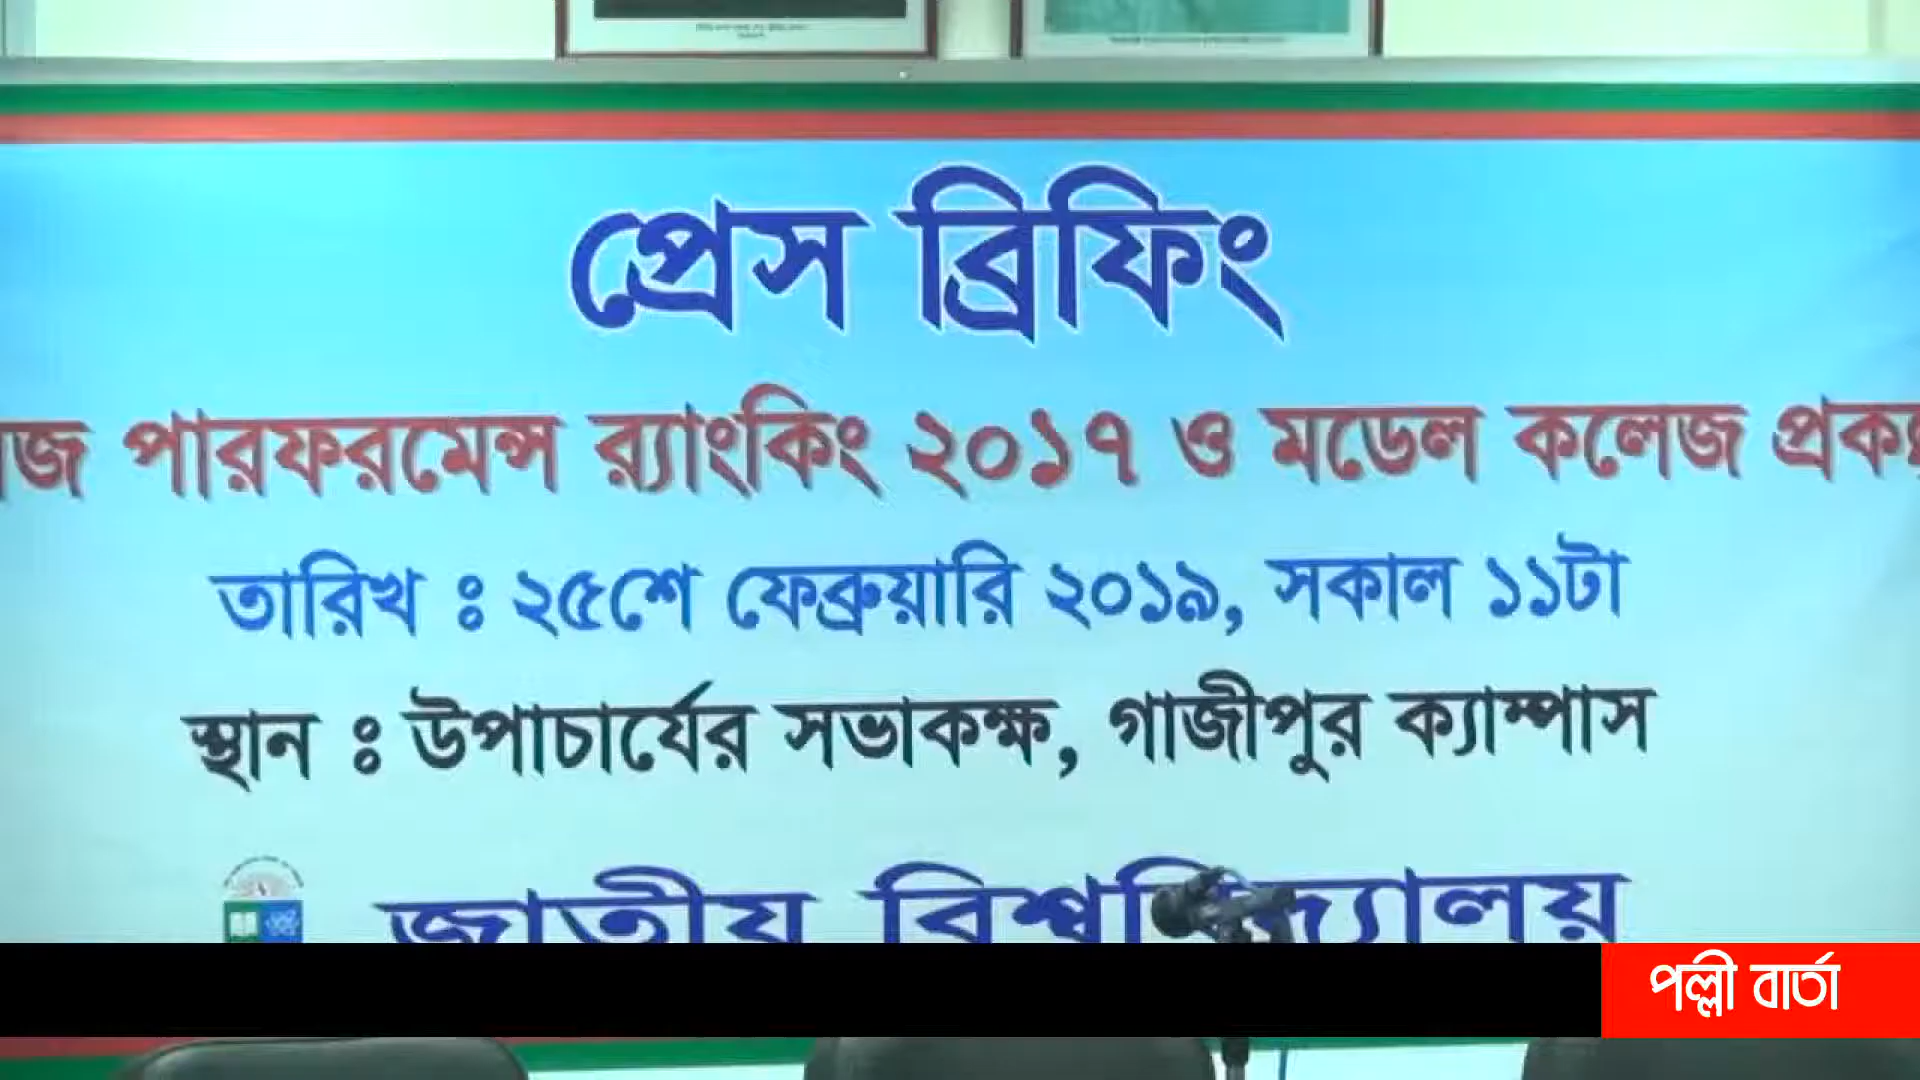 প্রেস ব্রিফিং
পারফরমেন্স র‍্যাংকিং ২০১৭ ও মডেল কলেজ
তারিখ ঃ ২৫শে ফেব্রুয়ারি ২০১৯, সকাল ১১টা
স্থান ঃ উপাচার্যের সভাকক্ষ, গাজীপুর ক্যাম্পাস
জাতীয় বিশ্ববিদ্যালয়
পল্লী বার্তা